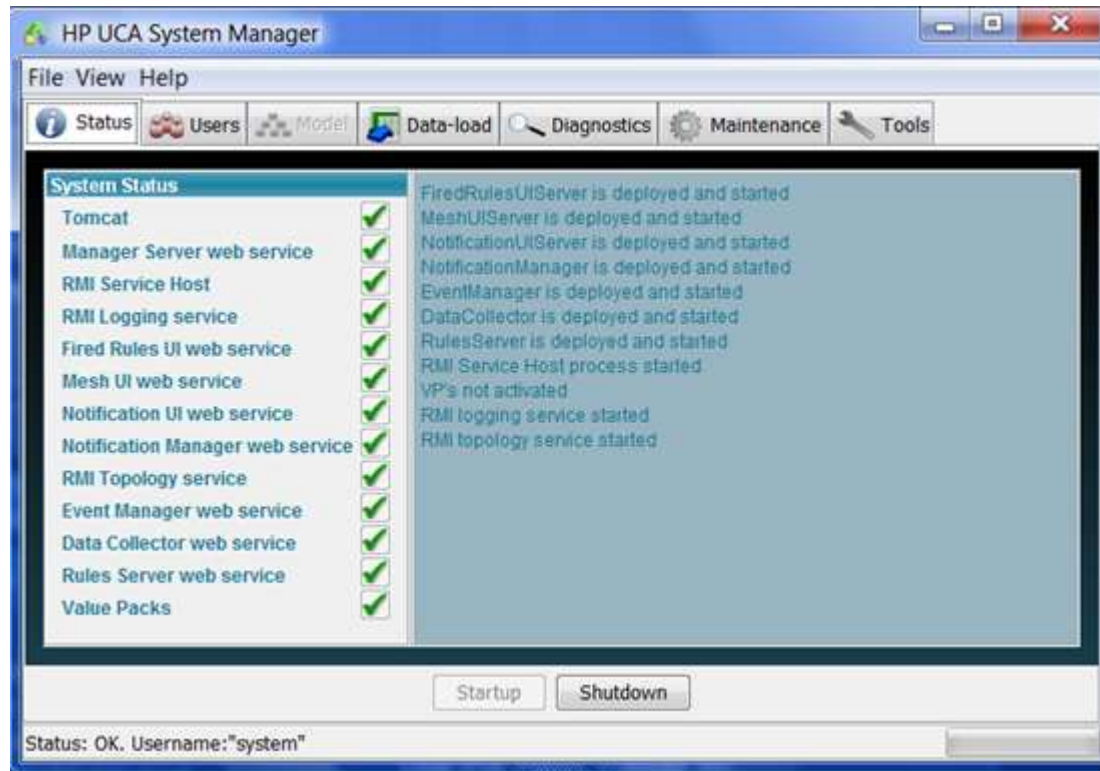 HP UCA System Manager
File View Help
Status Users Model Data-load Diagnostics Maintenance Tools
System Status
Tomcat
Manager Server web service
RMI Service Host
RMI Logging service
Fired Rules UI web service
Mesh UI web service
Notification UI web service
Notification Manager web service
RMI Topology service
Event Manager web service
Data Collector web service
Rules Server web service
Value Packs
FiredRulesUIServer is deployed and started
MeshUIServer is deployed and started
NotificationUIServer is deployed and started
NotificationManager is deployed and started
EventManager is deployed and started
DataCollector is deployed and started
RulesServer is deployed and started
RMI Service Host process started
VP's not activated
RMI logging service started
RMI topology service started
Startup Shutdown
Status: OK. Username:"system"